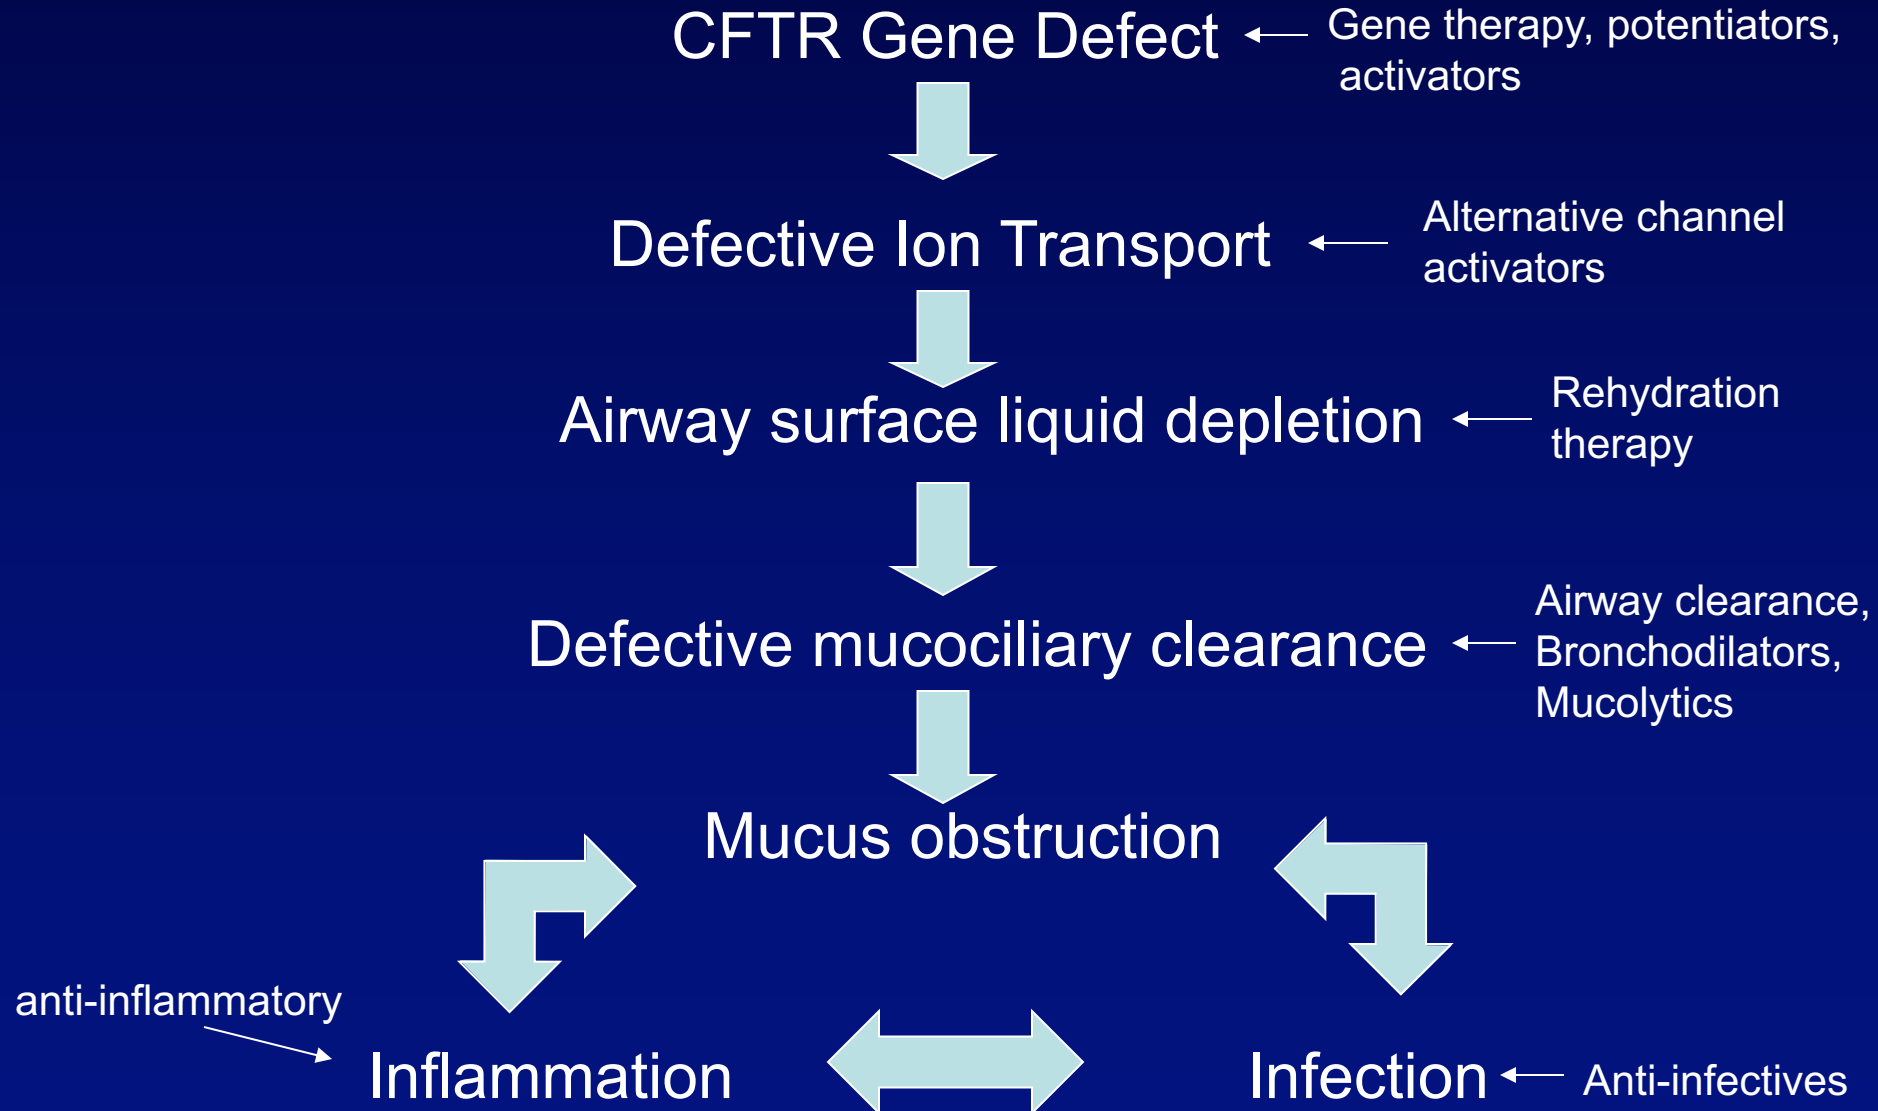 CFTR Gene Defect
Gene therapy, potentiators,
activators
Defective Ion Transport
Alternative channel
activators
Airway surface liquid depletion
Rehydration
therapy
Defective mucociliary clearance
Airway clearance,
Bronchodilators,
Mucolytics
Mucus obstruction
anti-inflammatory
Inflammation
Infection
Anti-infectives